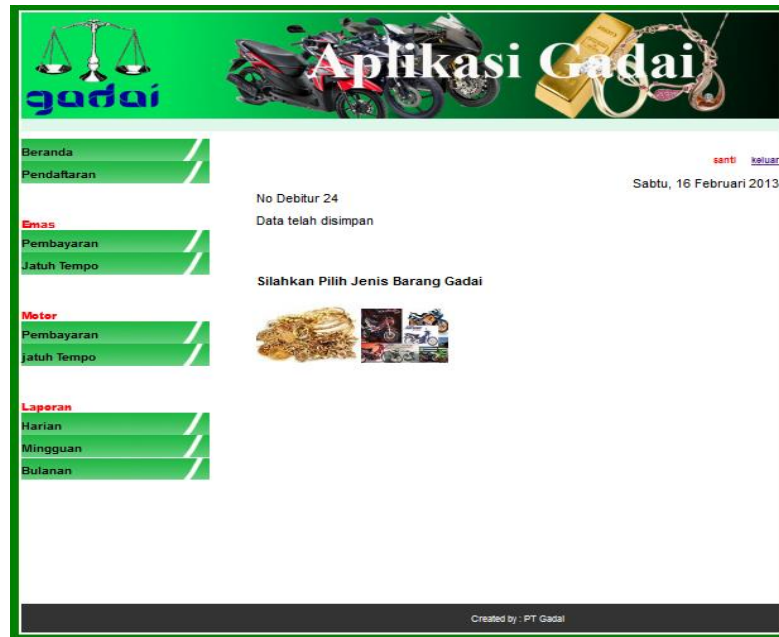 gadai
Aplikasi Gadai
Beranda
Pendaftaran
Emas
Pembayaran
Jatuh Tempo
Motor
Pembayaran
jatuh Tempo
Laporan
Harian
Mingguan
Bulanan
santi keluar
Sabtu, 16 Februari 2013
No Debitur 24
Data telah disimpan
Silahkan Pilih Jenis Barang Gadai
Created by : PT Gadai